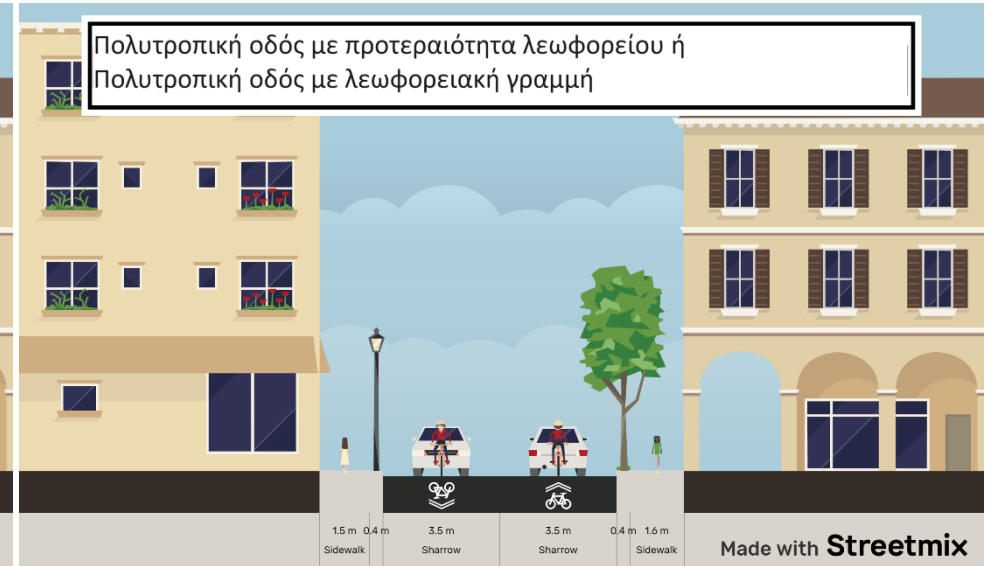 Πολυτροπική οδός με προτεραιότητα λεωφορείου ή
Πολυτροπική οδός με λεωφορειακή γραμμή
1.5 m 0.4 m 3.5 m 3.5 m 0.4 m 1.6 m
Sidewalk Sharrow Sharrow Sidewalk
Made with Streetmix